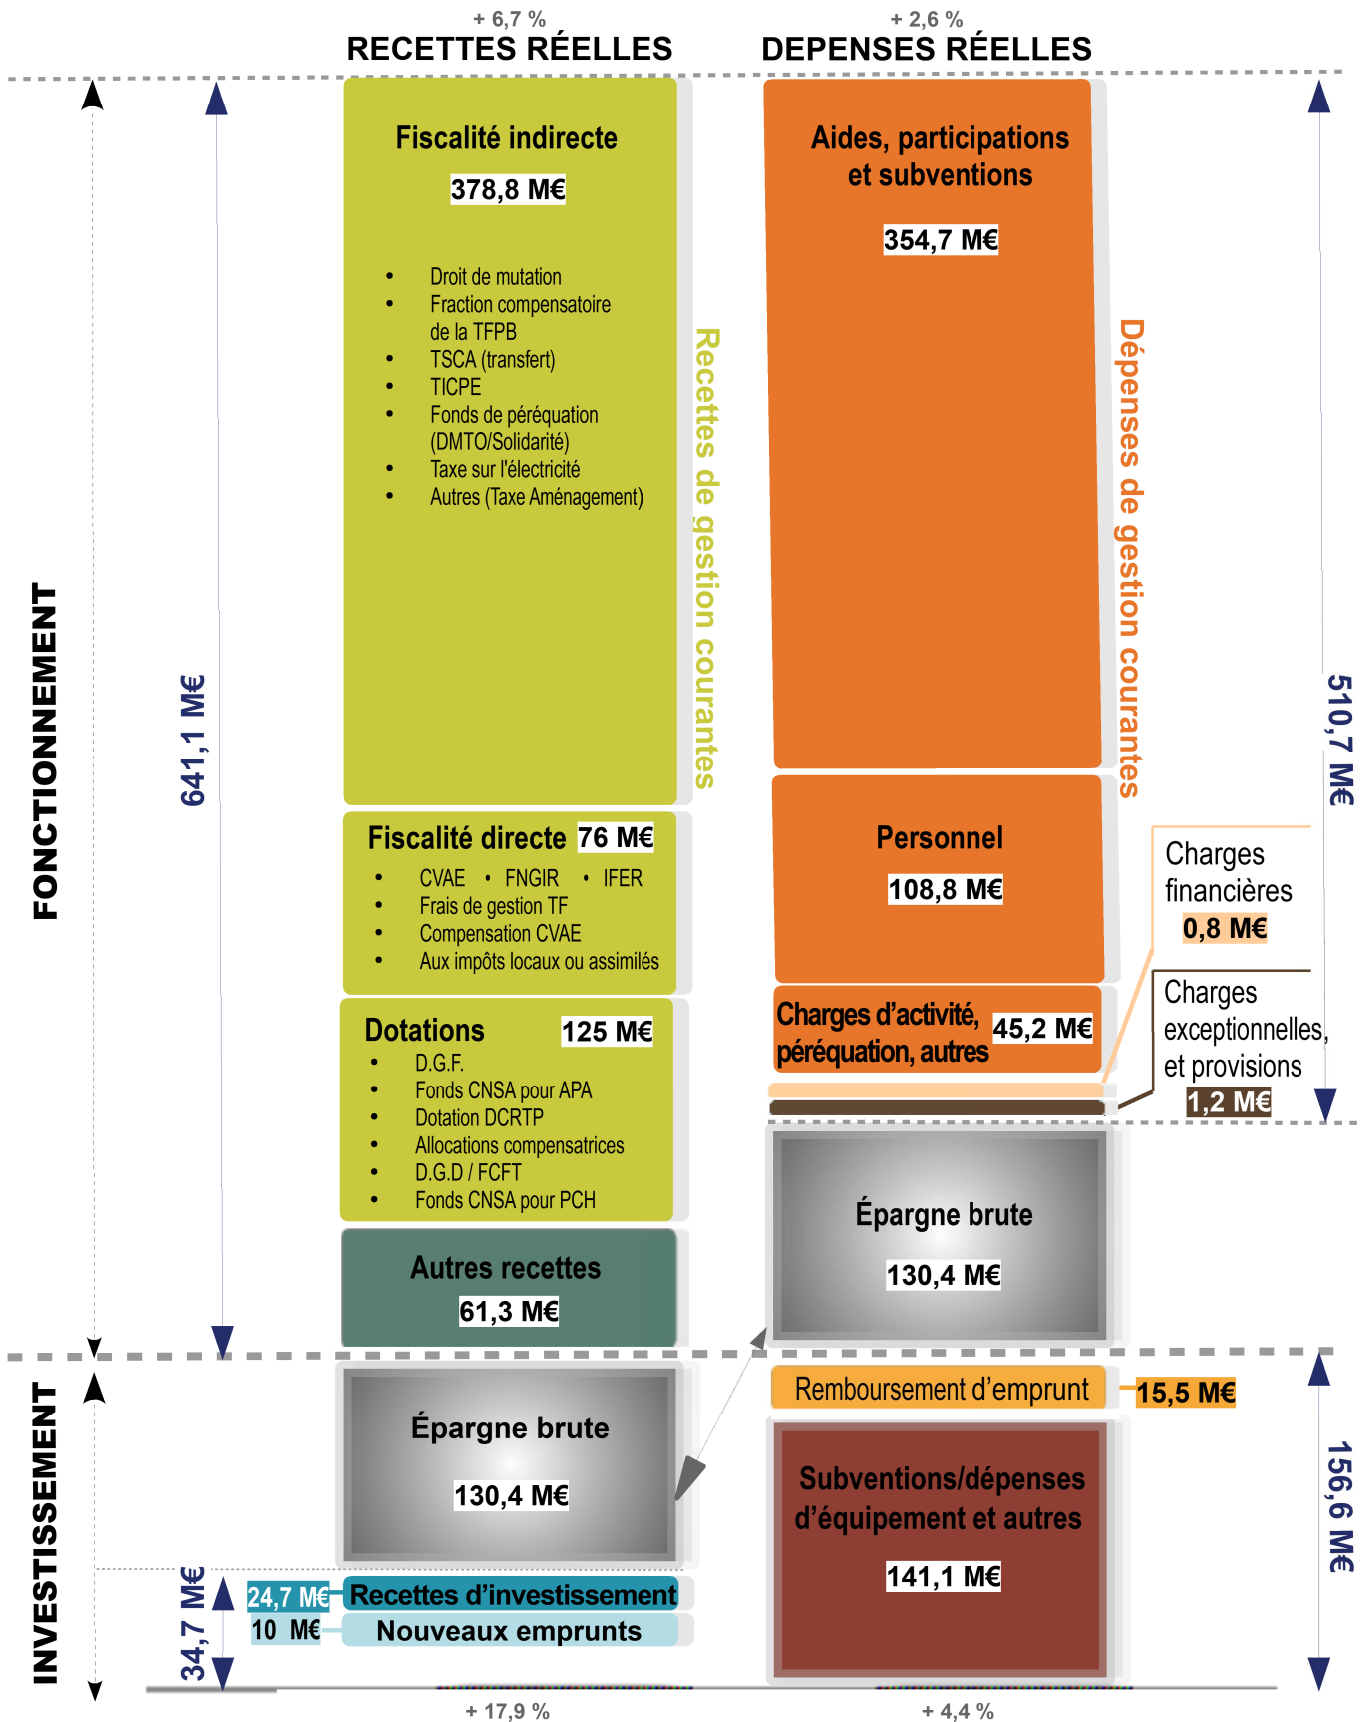 + 6,7 %
RECETTES RÉELLES
+ 2,6 %
DEPENSES RÉELLES
FONCTIONNEMENT
641,1 M€
Fiscalité indirecte
378,8 M€
• Droit de mutation
• Fraction compensatoire
de la TFPB
• TSCA (transfert)
• TICPE
• Fonds de péréquation
(DMTO/Solidarité)
• Taxe sur l'électricité
• Autres (Taxe Aménagement)
Recettes de gestion courantes
Fiscalité directe 76 M€
• CVAE • FNGIR • IFER
• Frais de gestion TF
• Compensation CVAE
• Aux impôts locaux ou assimilés
Dotations 125 M€
• D.G.F.
• Fonds CNSA pour APA
• Dotation DCRTP
• Allocations compensatrices
• D.G.D / FCFT
• Fonds CNSA pour PCH
Autres recettes
61,3 M€
Aides, participations
et subventions
354,7 M€
Dépenses de gestion courantes
510,7 M€
Personnel
108,8 M€
Charges d’activité,
péréquation, autres
45,2 M€
Charges
financières
0,8 M€
Charges
exceptionnelles,
et provisions
1,2 M€
Épargne brute
130,4 M€
INVESTISSEMENT
Épargne brute
130,4 M€
34,7 M€
24,7 M€ Recettes d’investissement
10 M€ Nouveaux emprunts
Remboursement d’emprunt 15,5 M€
Subventions/dépenses
d’équipement et autres
141,1 M€
156,6 M€
+ 17,9 %
+ 4,4 %